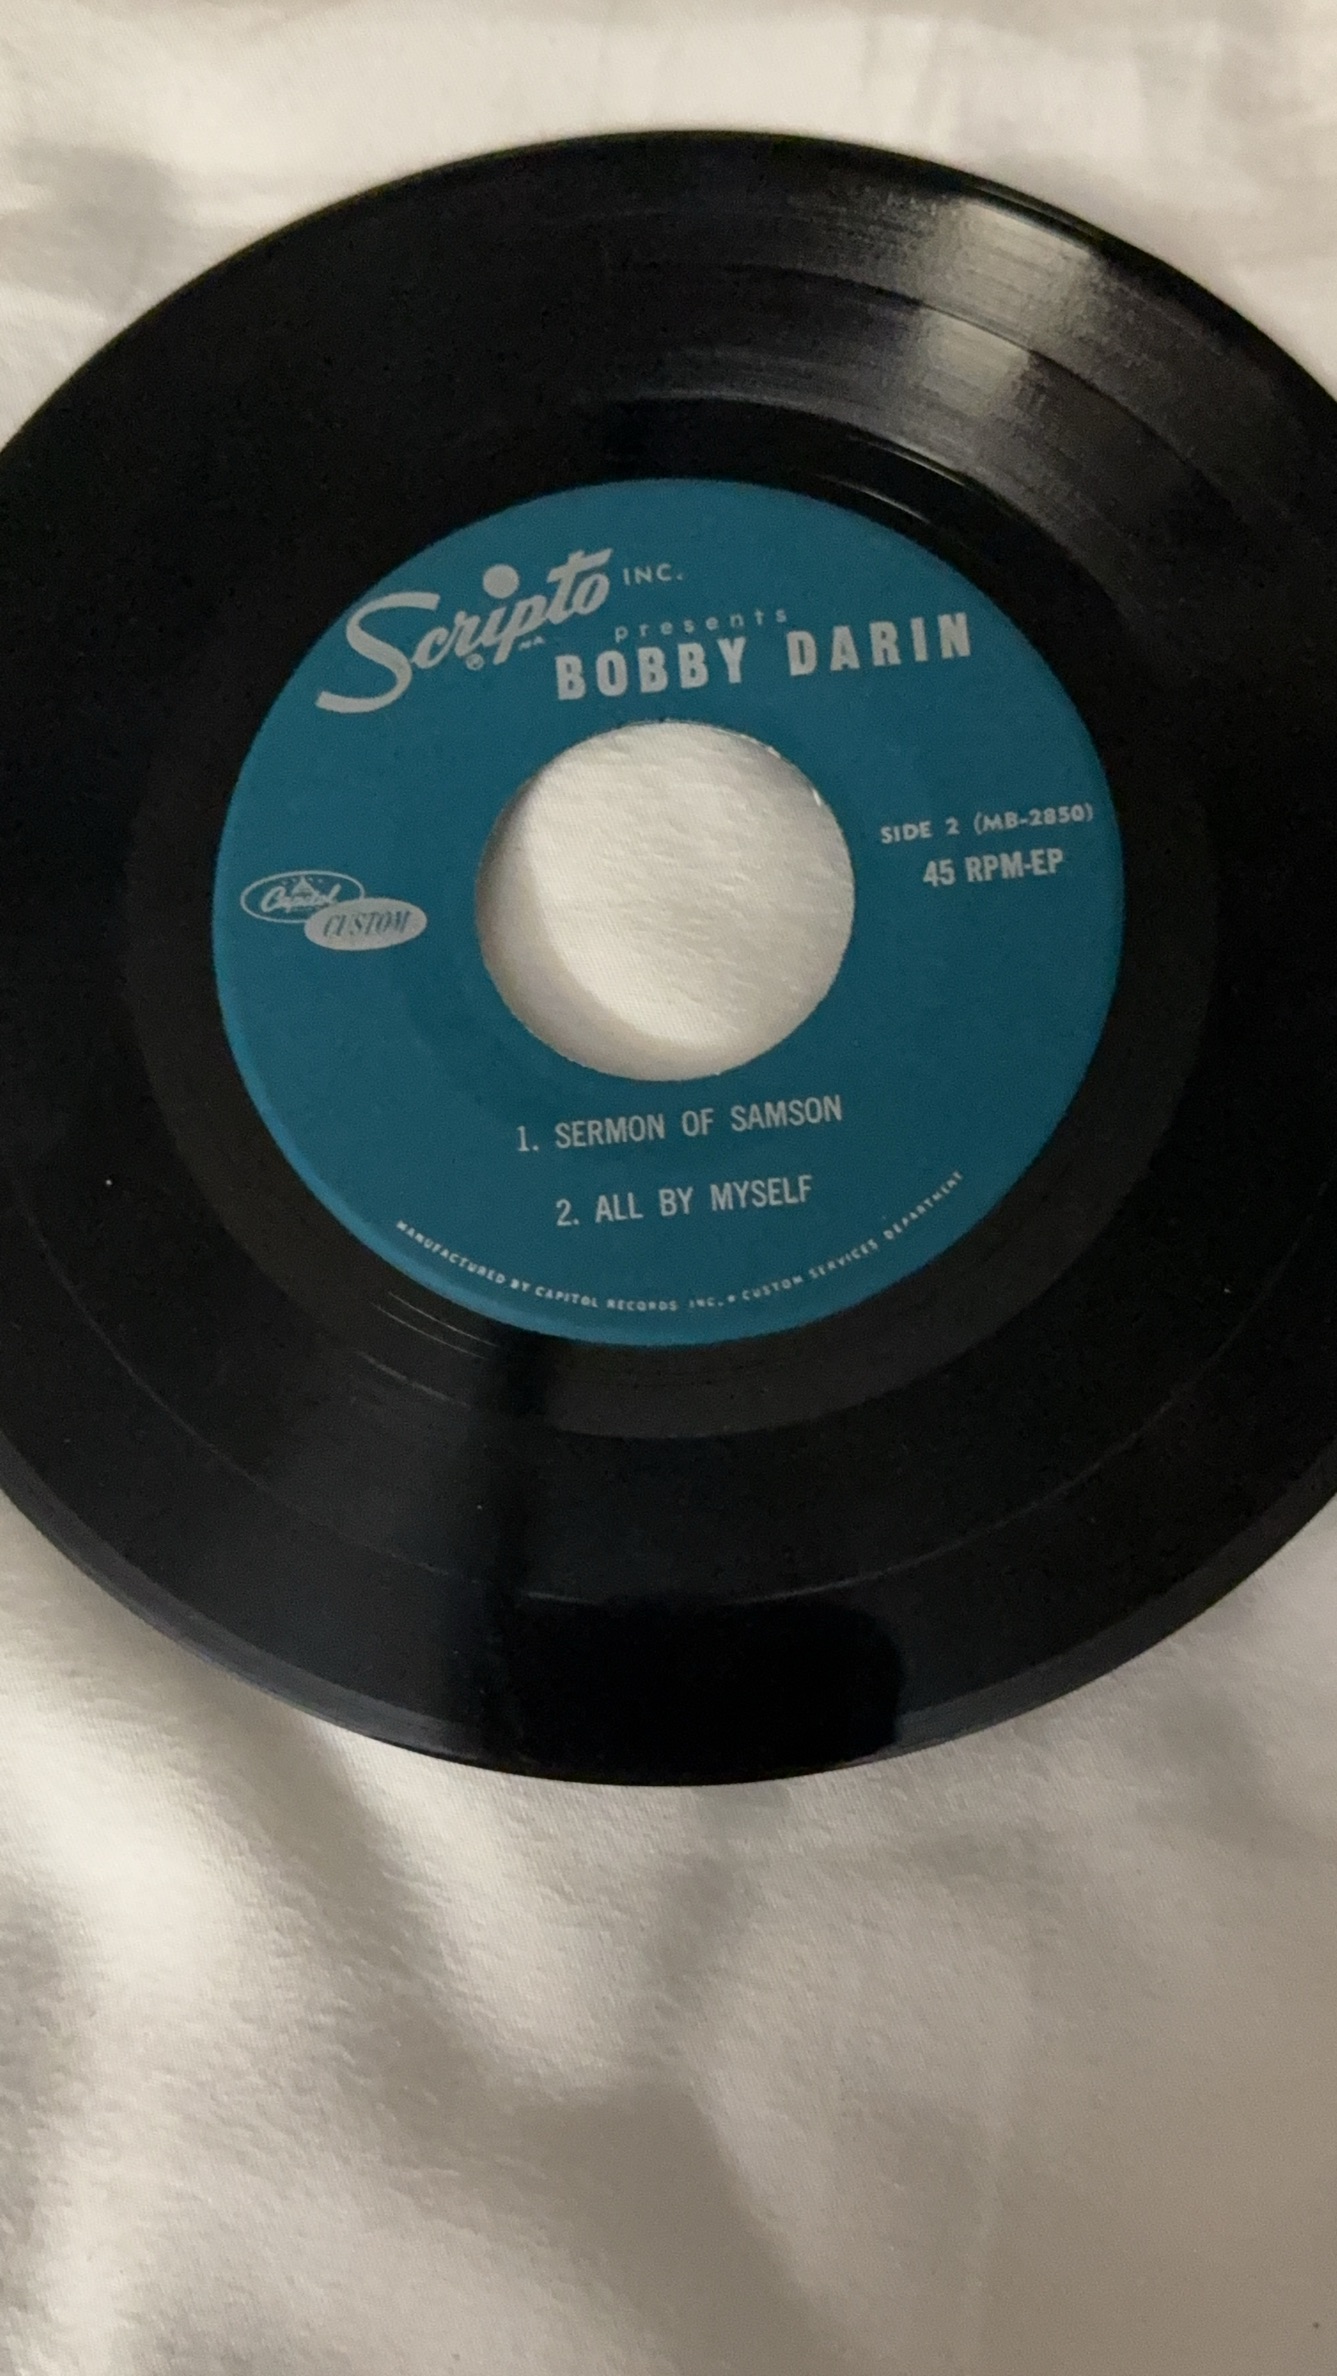 Scripto INC.
presents
BOBBY DARIN
SIDE 2 (MB-2850)
45 RPM-EP
Capitol
CUSTOM
1. SERMON OF SAMSON
2. ALL BY MYSELF
MANUFACTURED BY CAPITOL RECORDS INC. • CUSTOM SERVICES DEPARTMENT